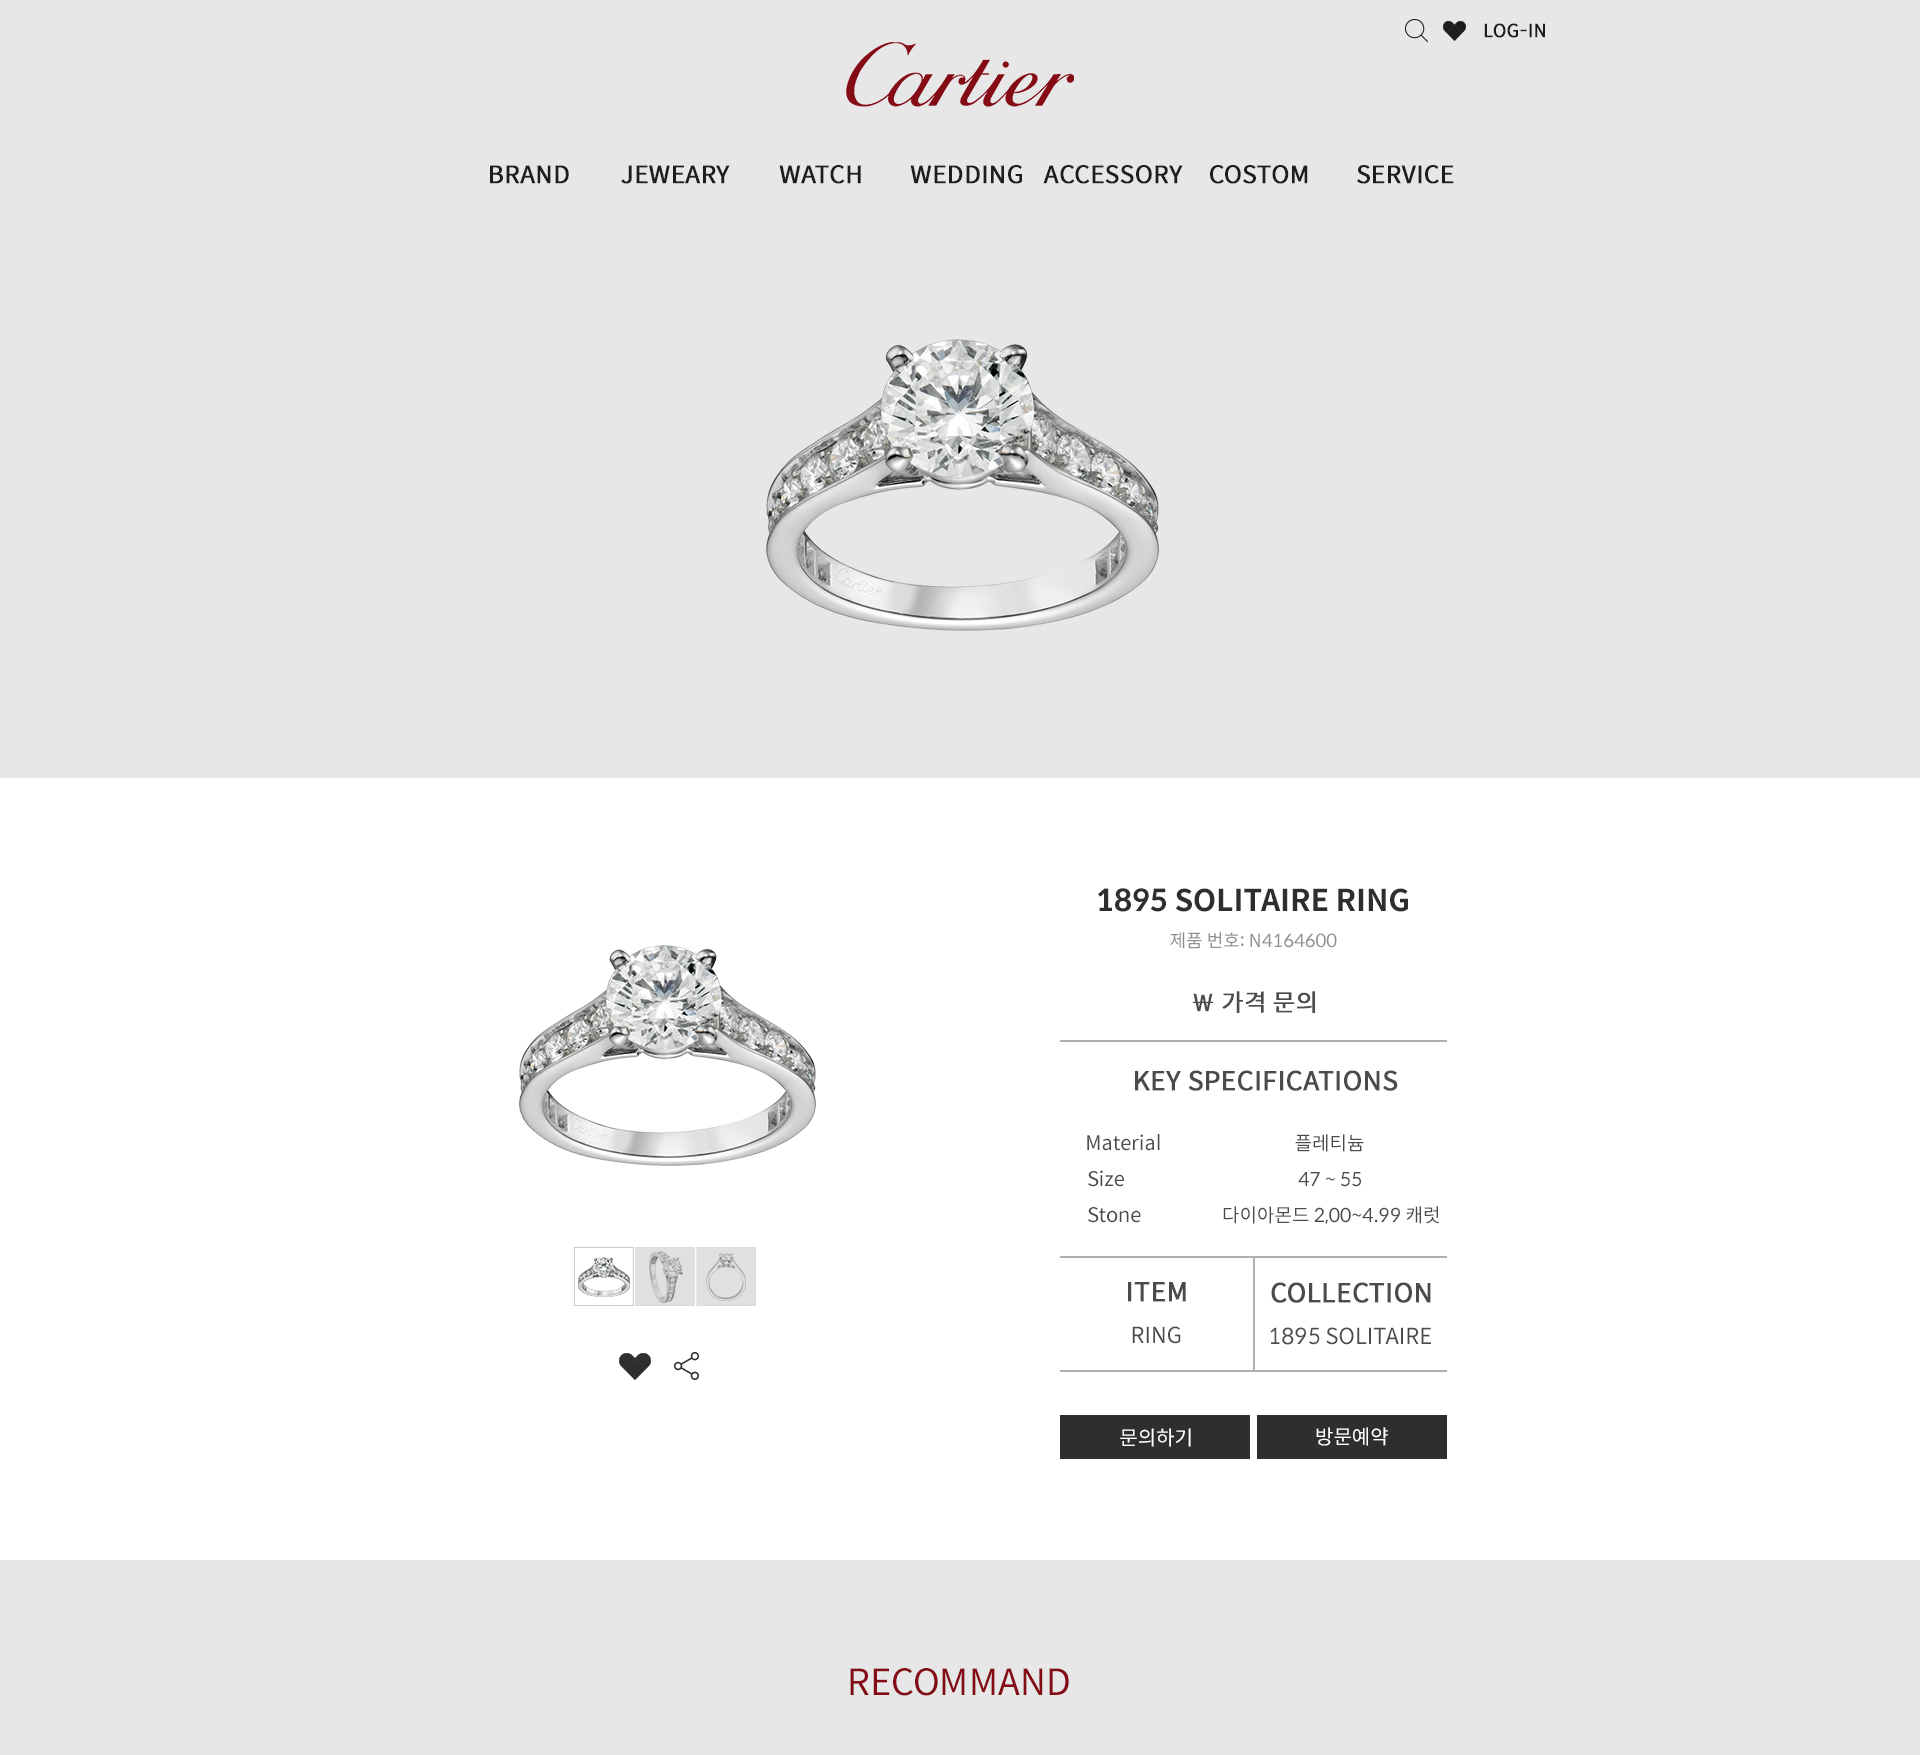 LOG-IN
Cartier
BRAND JEWEARY WATCH WEDDING ACCESSORY COSTOM SERVICE
Cartier
1895 SOLITAIRE RING
제품 번호: N4164600
₩ 가격 문의
Cartier
KEY SPECIFICATIONS
Material 플레티늄
Size 47 ~ 55
Stone 다이아몬드 2,00~4.99 캐럿
ITEM COLLECTION
RING 1895 SOLITAIRE
문의하기 방문예약
RECOMMAND